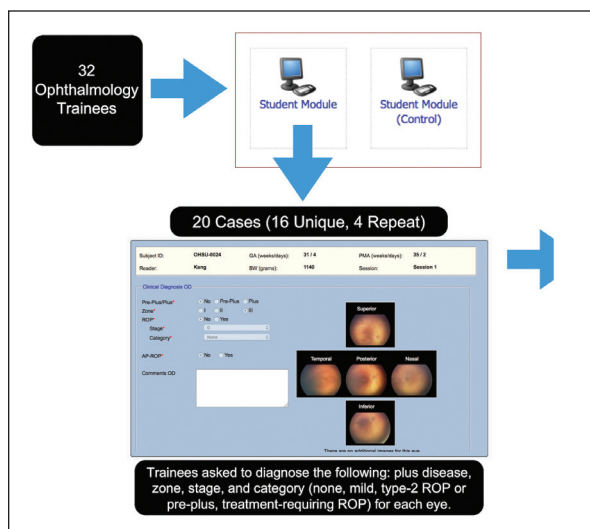 32
Ophthalmology
Trainees
Student Module
Student Module
(Control)
20 Cases (16 Unique, 4 Repeat)
Subject ID: OHSU-0024 GA (weeks/days): 31 / 4 PMA (weeks/days): 35 / 2
Reader: Kang BW (grams): 1140 Session: Session 1
Clinical Diagnosis OD
Pre-Plus/Plus* No Pre-Plus Plus
Zone* I II III
ROP* No Yes
Stage* 0
Category* None
AP-ROP* No Yes
Comments OD
Superior
Temporal Posterior Nasal
Inferior
There are no additional images for this eye
Trainees asked to diagnose the following: plus disease,
zone, stage, and category (none, mild, type-2 ROP or
pre-plus, treatment-requiring ROP) for each eye.